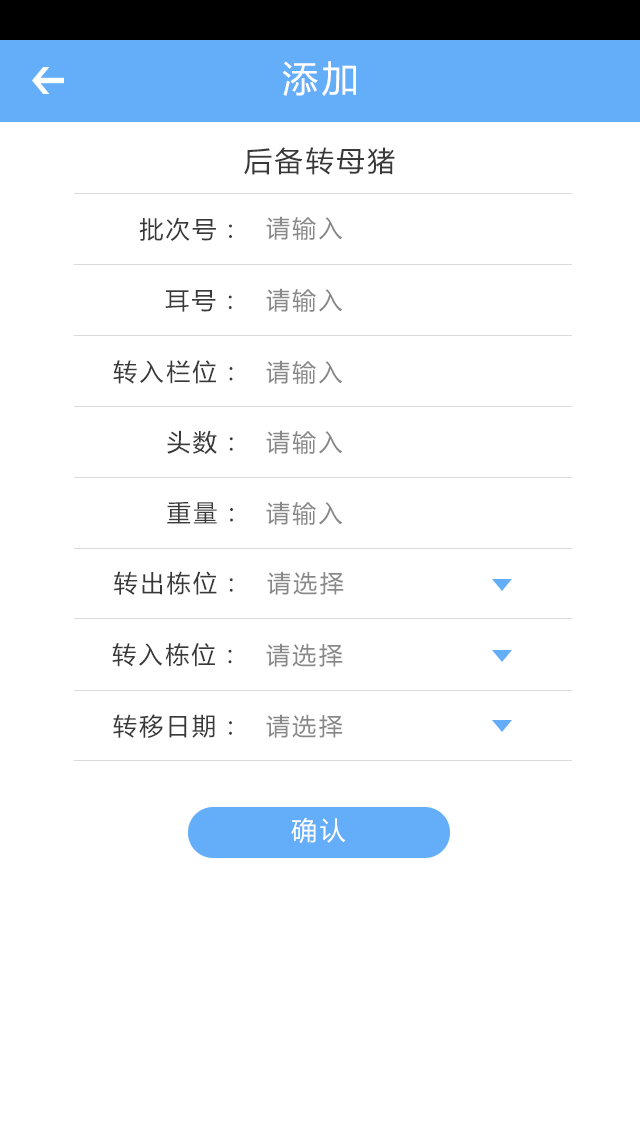 添加
后备转母猪
批次号： 请输入
耳号： 请输入
转入栏位： 请输入
头数： 请输入
重量： 请输入
转出栋位： 请选择
转入栋位： 请选择
转移日期： 请选择
确认